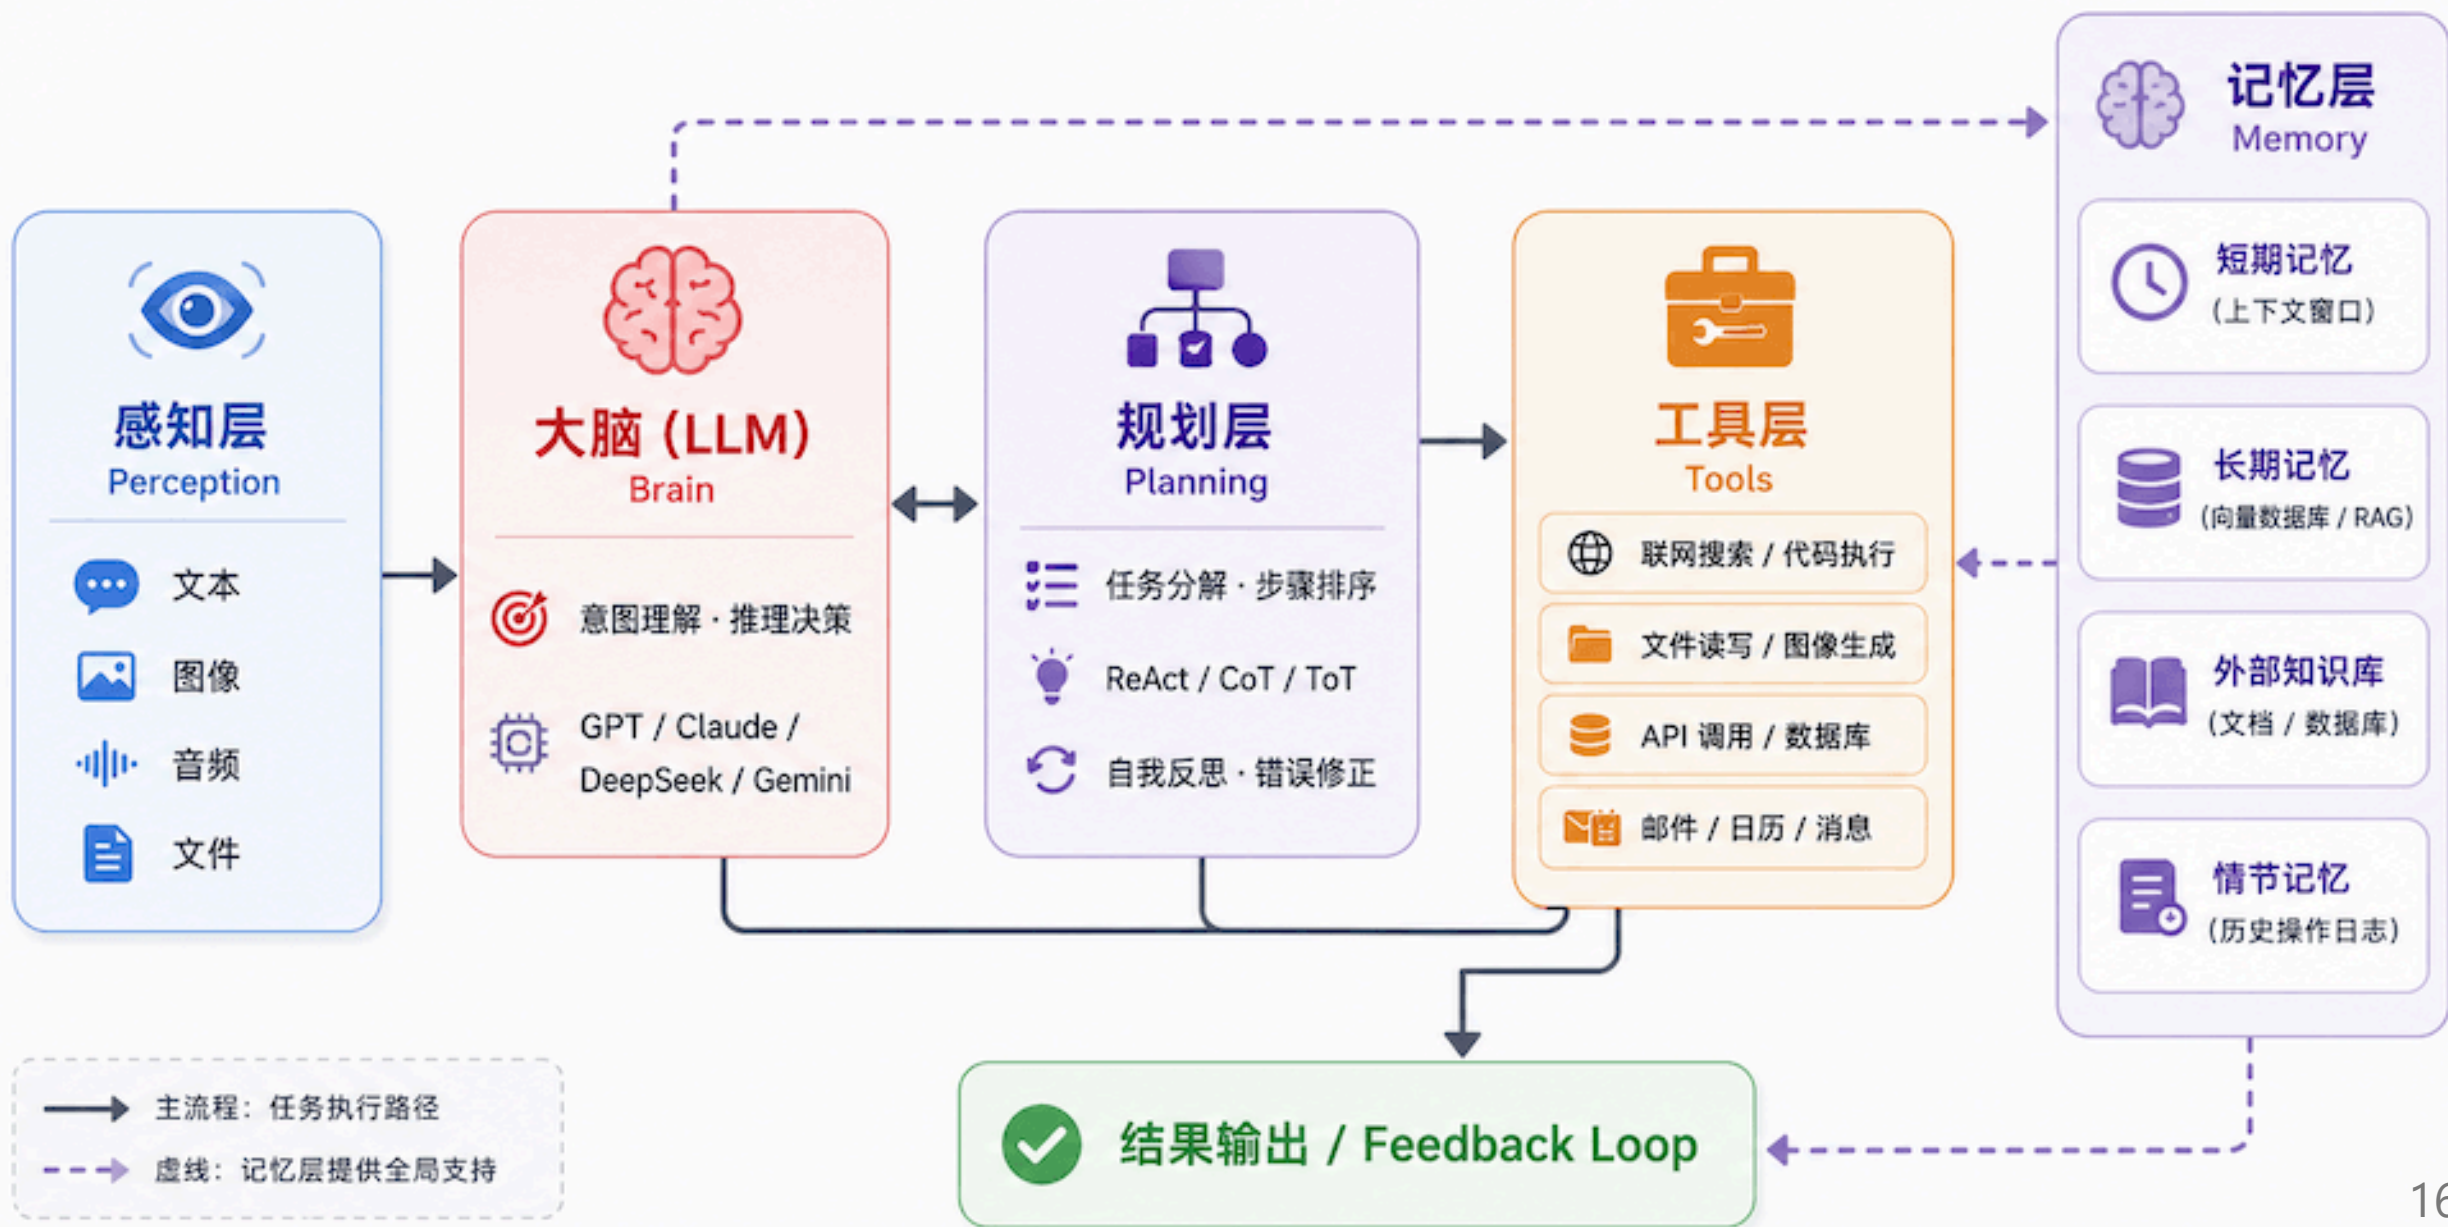 感知层
Perception
文本
图像
音频
文件
大脑 (LLM)
Brain
意图理解 · 推理决策
GPT / Claude /
DeepSeek / Gemini
规划层
Planning
任务分解 · 步骤排序
ReAct / CoT / ToT
自我反思 · 错误修正
工具层
Tools
联网搜索 / 代码执行
文件读写 / 图像生成
API 调用 / 数据库
邮件 / 日历 / 消息
记忆层
Memory
短期记忆
(上下文窗口)
长期记忆
(向量数据库 / RAG)
外部知识库
(文档 / 数据库)
情节记忆
(历史操作日志)
主流程：任务执行路径
虚线：记忆层提供全局支持
结果输出 / Feedback Loop
16